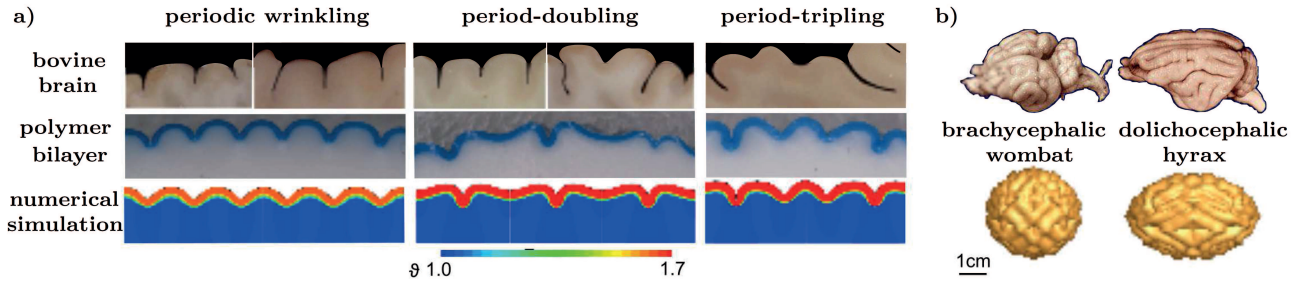 a)
periodic wrinkling
period-doubling
period-tripling
bovine
brain
polymer
bilayer
numerical
simulation
ϑ 1.0
1.7
b)
brachycephalic
wombat
dolichocephalic
hyrax
1cm